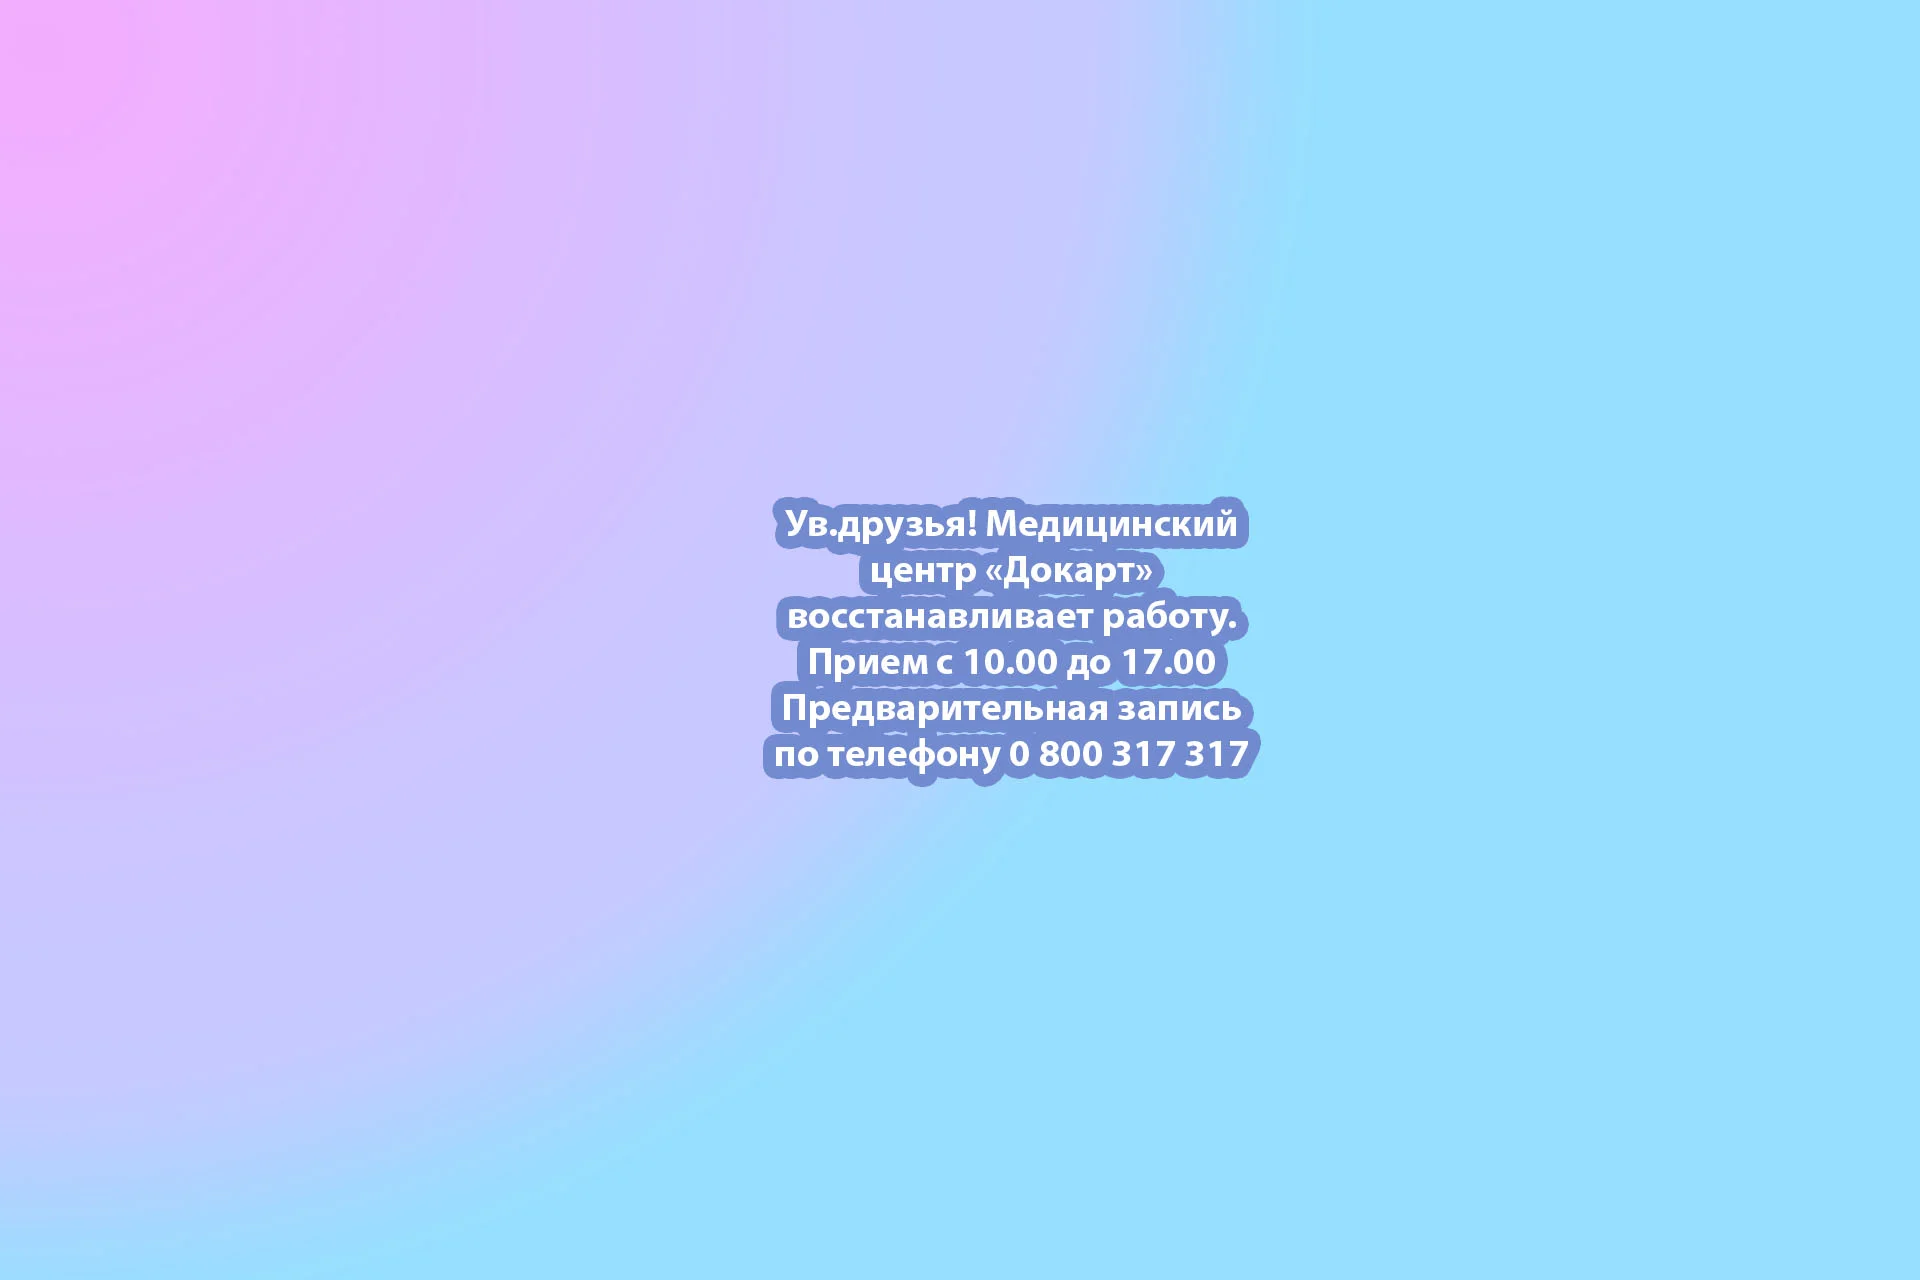 Ув.друзья! Медицинский
центр «Докарт»
восстанавливает работу.
Прием с 10.00 до 17.00
Предварительная запись
по телефону 0 800 317 317